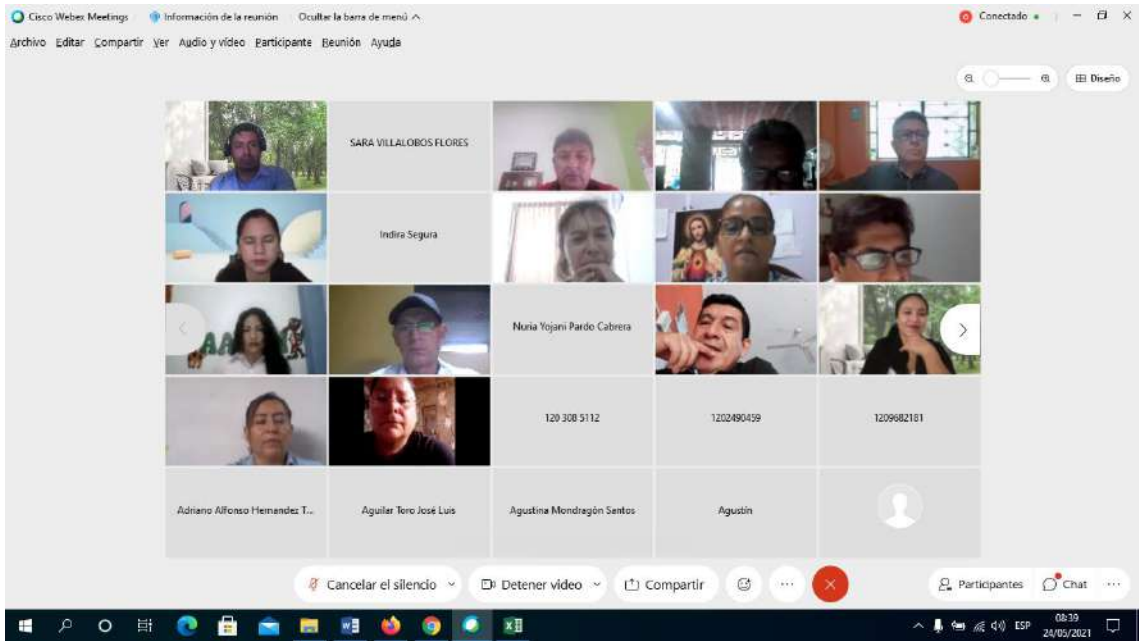 Cisco Webex Meetings Información de la reunión Ocultar la barra de menú
Conectado
Archivo Editar Compartir Ver Audio y vídeo Participante Reunión Ayuda
Diseño
SARA VILLALOBOS FLORES
Indira Segura
Nuria Yojani Pardo Cabrera
120 308 5112
1202490459
1209682181
Adriano Alfonso Hernandez T...
Aguilar Toro José Luis
Agustina Mondragón Santos
Agustín
Cancelar el silencio
Detener vídeo
Compartir
Participantes
Chat
ESP
08:39
24/05/2021